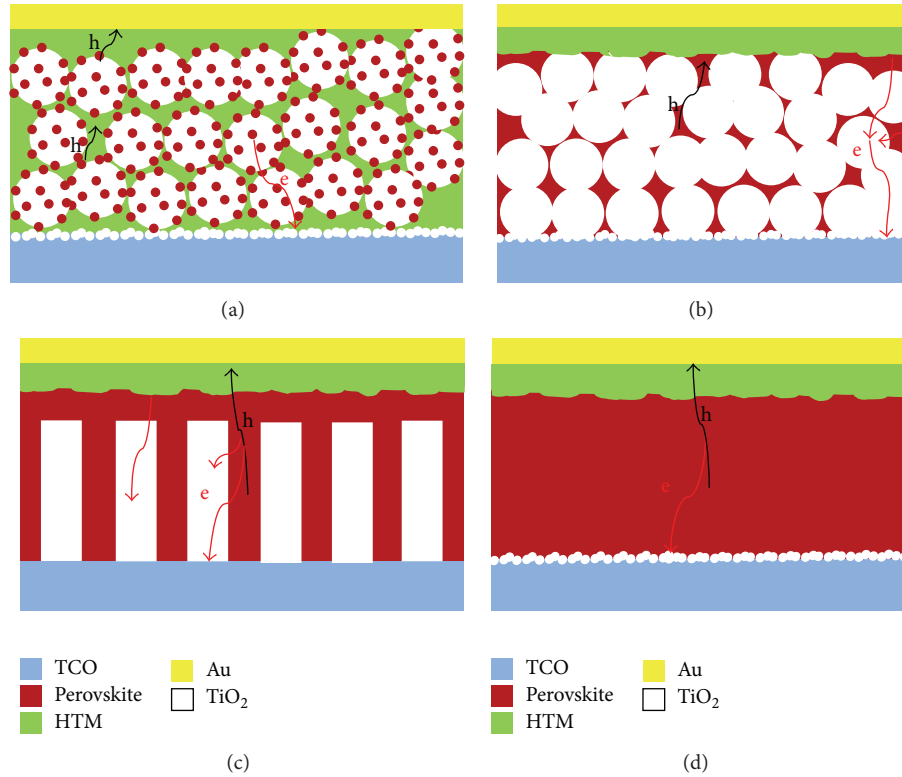 h
h
e
(a)
h
e
(b)
h
e
h
e
TCO
Perovskite
HTM
Au
TiO₂
(c)
TCO
Perovskite
HTM
Au
TiO₂
(d)